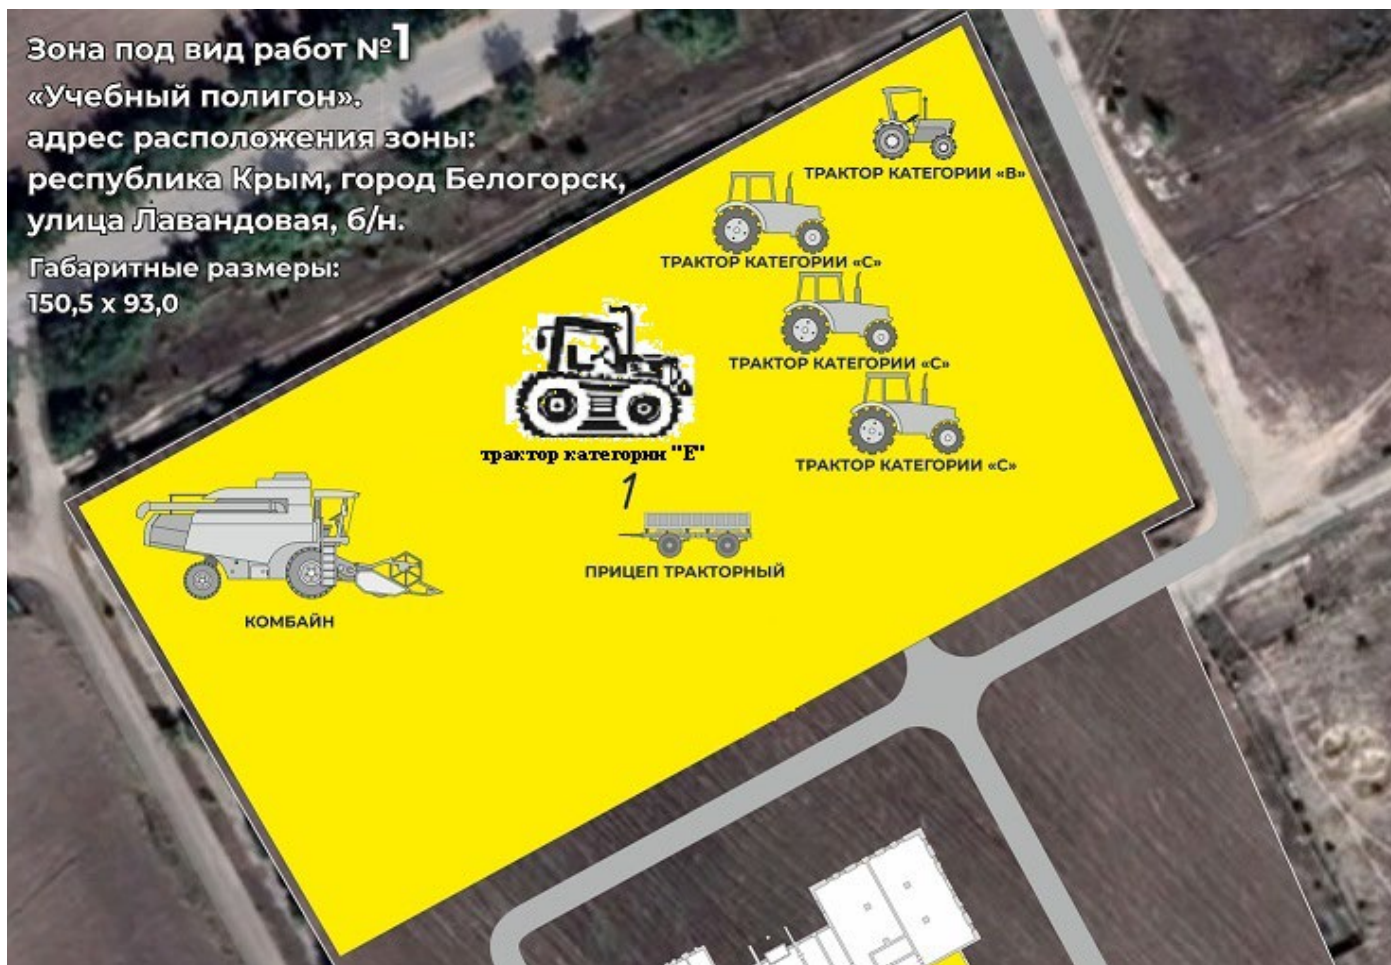 Зона под вид работ №1
«Учебный полигон».
адрес расположения зоны:
республика Крым, город Белогорск,
улица Лавандовая, б/н.
Габаритные размеры:
150,5 x 93,0
ТРАКТОР КАТЕГОРИИ «В»
ТРАКТОР КАТЕГОРИИ «С»
ТРАКТОР КАТЕГОРИИ «С»
трактор категории "Е"
ТРАКТОР КАТЕГОРИИ «С»
1
ПРИЦЕП ТРАКТОРНЫЙ
КОМБАЙН